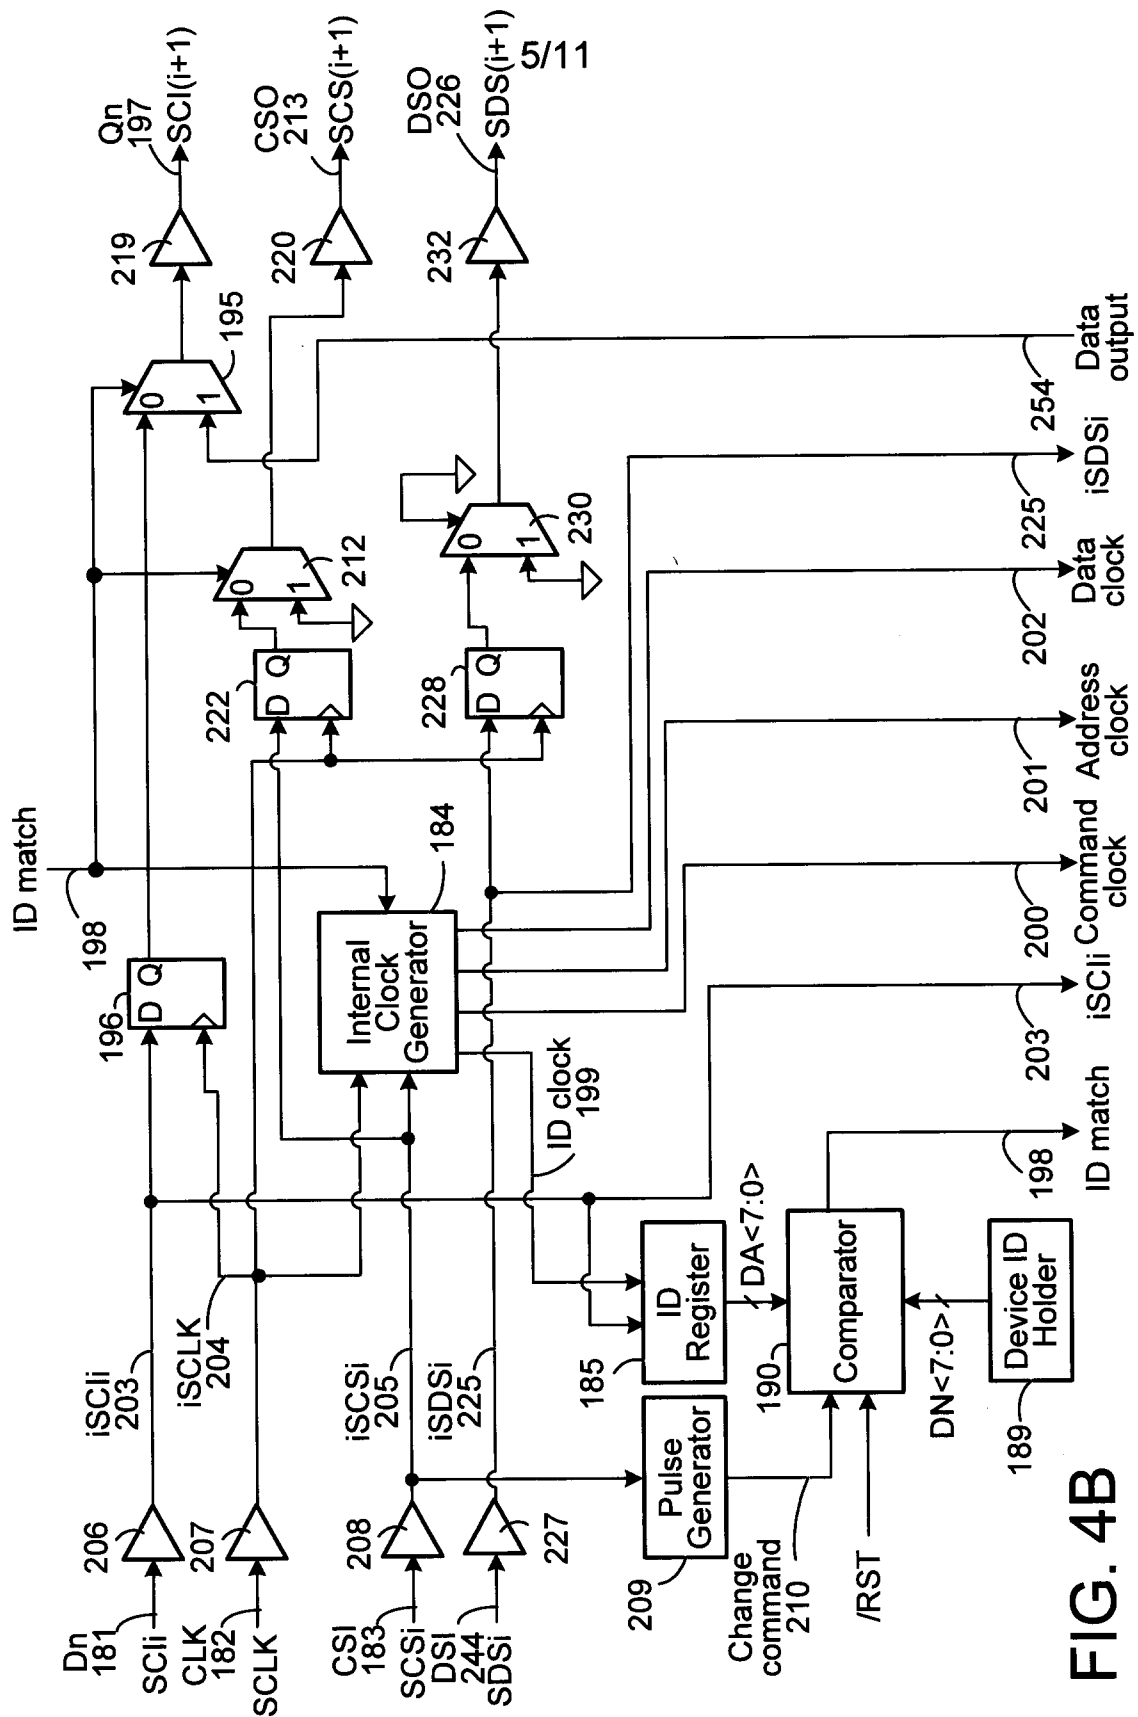 5/11
Dn
181
SCIi
206
iSCIi
203
CLK
182
SCLK
207
iSCLK
204
CSI
183
SCSi
208
iSCSi
205
DSI
244
SDSi
227
iSDSi
225
ID match
198
196
D Q
Internal
Clock
Generator
184
222
D Q
228
D Q
0
1
212
0
1
230
0
1
195
219
Qn
197
SCI(i+1)
220
CSO
213
SCS(i+1)
232
DSO
226
SDS(i+1)
ID clock
199
Pulse
Generator
209
Change
command
210
/RST
ID
Register
185
DA<7:0>
Comparator
190
DN<7:0>
Device ID
Holder
189
198
ID match
203
iSCIi
200
Command
clock
201
Address
clock
202
Data
clock
225
iSDSi
254
Data
output
FIG. 4B